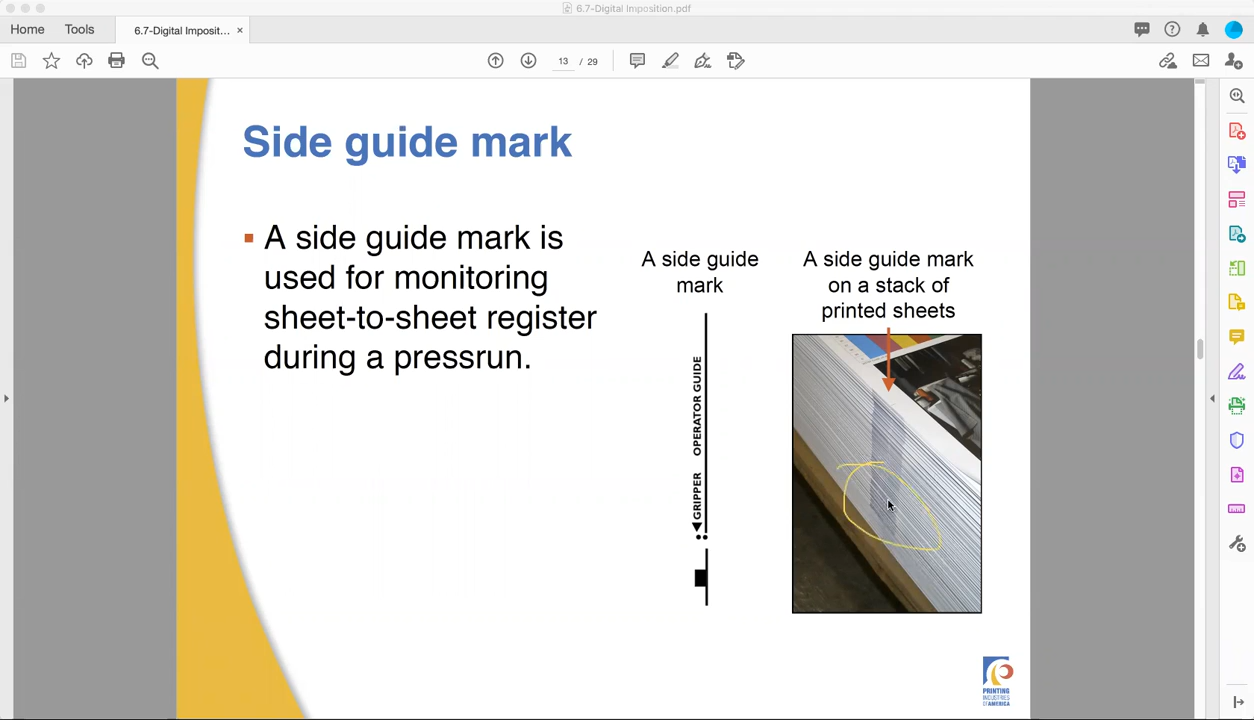 6.7-Digital Imposition.pdf
Home
Tools
6.7-Digital Imposit...
13 / 29
Side guide mark
A side guide mark is
used for monitoring
sheet-to-sheet register
during a pressrun.
A side guide
mark
GRIPPER OPERATOR GUIDE
A side guide mark
on a stack of
printed sheets
PRINTING
INDUSTRIES
OF AMERICA